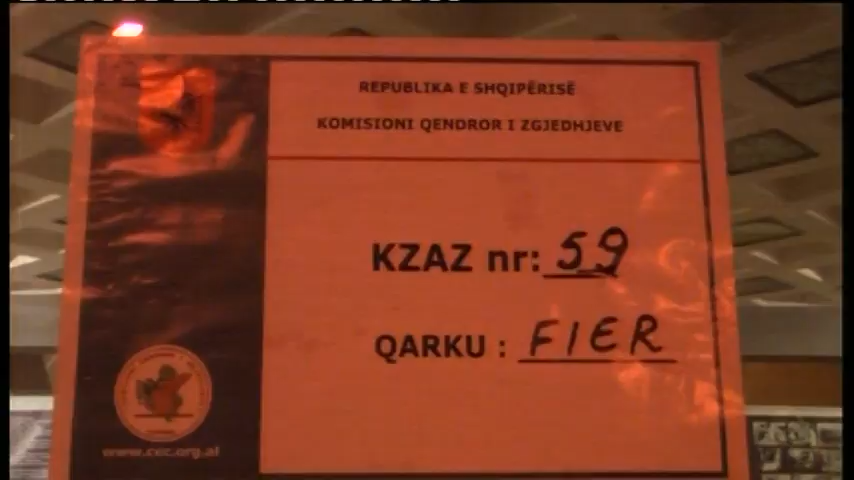 REPUBLIKA E SHQIPËRISË
KOMISIONI QENDROR I ZGJEDHJEVE
KZAZ nr: 59
QARKU : FIER
www.cec.org.al